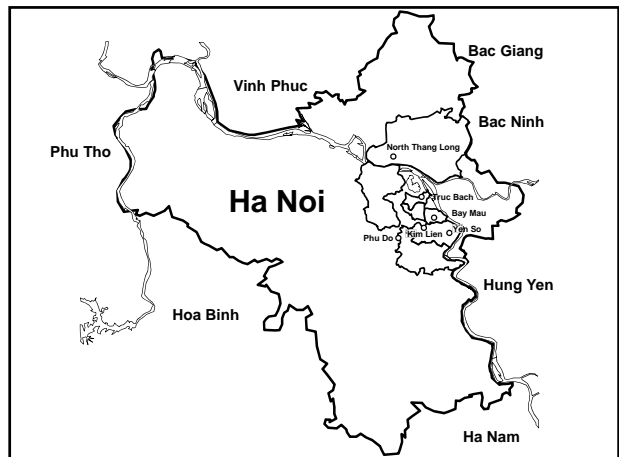 Bac Giang
Vinh Phuc
Bac Ninh
Phu Tho
North Thang Long
Ha Noi
Truc Bach
Bay Mau
Yen So
Kim Lien
Phu Do
Hung Yen
Hoa Binh
Ha Nam